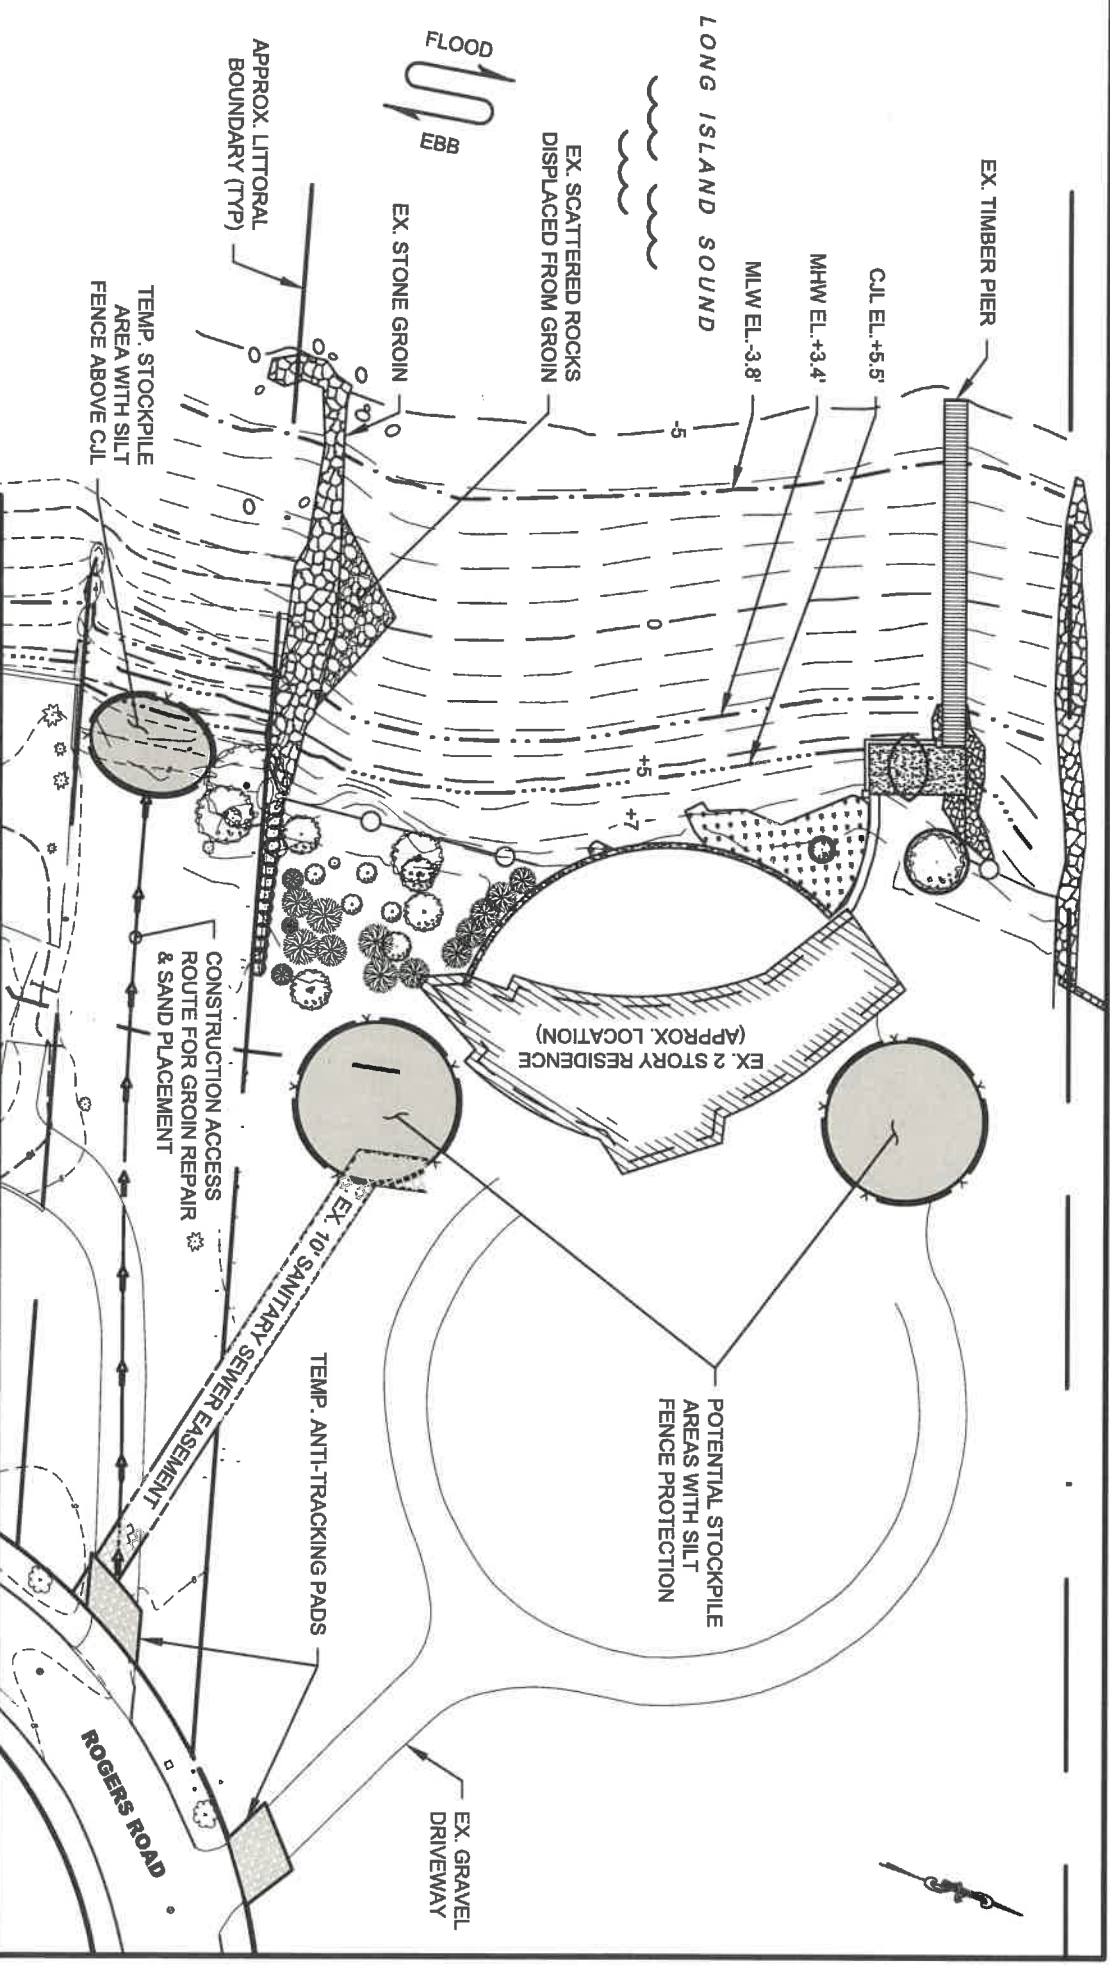 LONG ISLAND SOUND
FLOOD
EBB
APPROX. LITTORAL
BOUNDARY (TYP)
EX. STONE GROIN
EX. SCATTERED ROCKS
DISPLACED FROM GROIN
MLW EL.-3.8'
MHW EL.+3.4'
CJL EL.+5.5'
EX. TIMBER PIER
TEMP. STOCKPILE
AREA WITH SILT
FENCE ABOVE CJL
-5
0
+5
+7
EX. 2 STORY RESIDENCE
(APPROX. LOCATION)
CONSTRUCTION ACCESS
ROUTE FOR GROIN REPAIR
& SAND PLACEMENT
EX. 10' SANITARY SEWER EASEMENT
TEMP. ANTI-TRACKING PADS
POTENTIAL STOCKPILE
AREAS WITH SILT
FENCE PROTECTION
EX. GRAVEL
DRIVEWAY
ROGERS ROAD